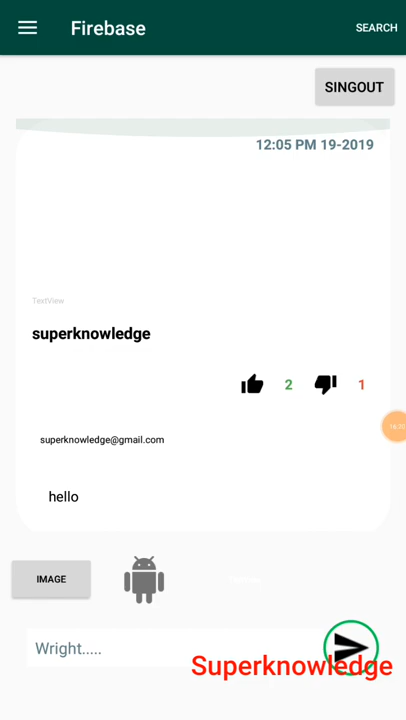 Firebase
SEARCH
SINGOUT
12:05 PM 19-2019
TextView
superknowledge
2
1
superknowledge@gmail.com
hello
IMAGE
Wright.....
Superknowledge